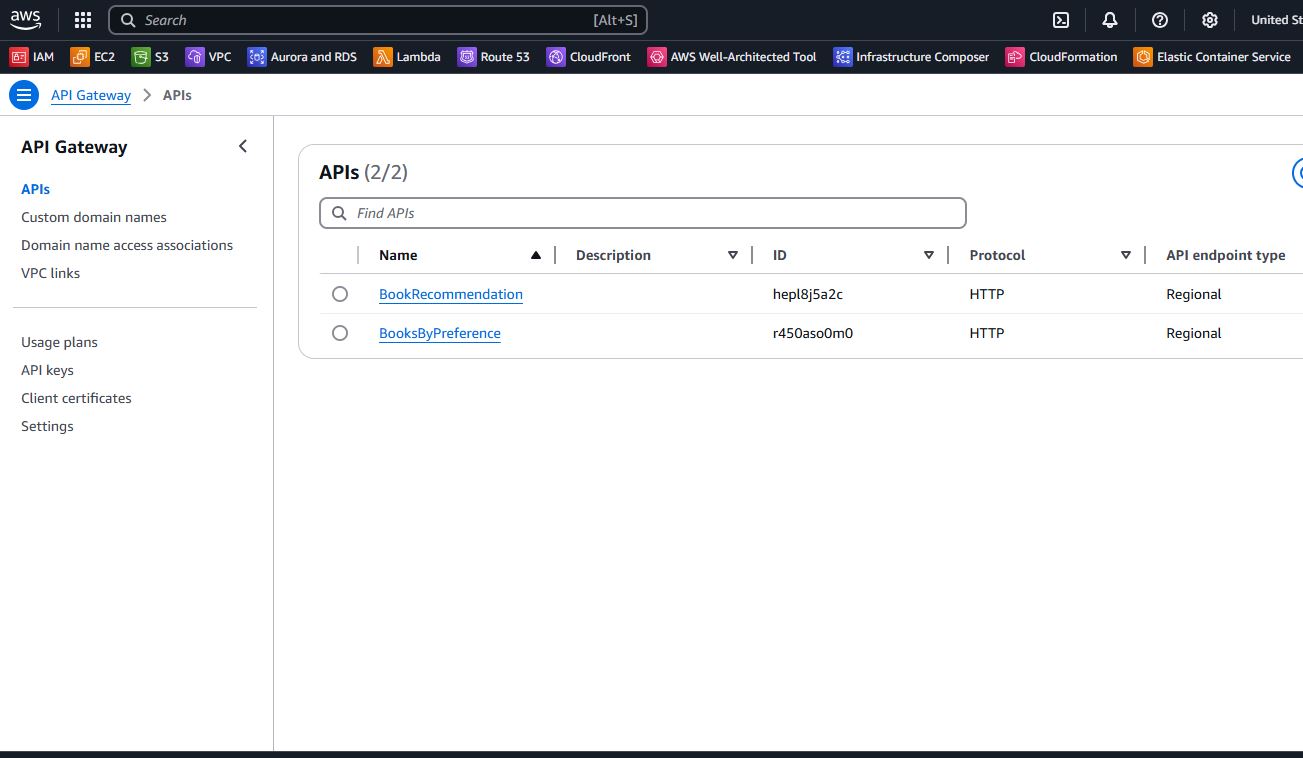 aws Search [Alt+S] United St
IAM EC2 S3 VPC Aurora and RDS Lambda Route 53 CloudFront AWS Well-Architected Tool Infrastructure Composer CloudFormation Elastic Container Service
API Gateway > APIs
API Gateway
APIs
Custom domain names
Domain name access associations
VPC links
Usage plans
API keys
Client certificates
Settings
APIs (2/2)
Find APIs
Name Description ID Protocol API endpoint type
BookRecommendation hepl8j5a2c HTTP Regional
BooksByPreference r450aso0m0 HTTP Regional